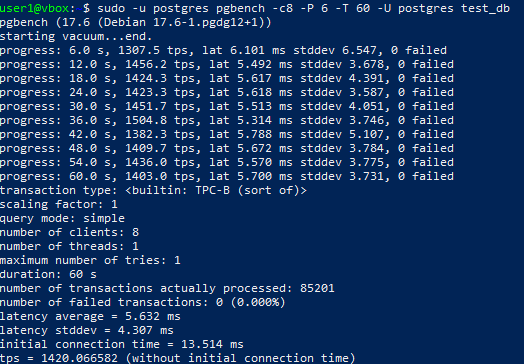 user1@vbox: $ sudo -u postgres pgbench -c8 -P 6 -T 60 -U postgres test_db
pgbench (17.6 (Debian 17.6-1.pgdg12+1))
starting vacuum...end.
progress: 6.0 s, 1307.5 tps, lat 6.101 ms stddev 6.547, 0 failed
progress: 12.0 s, 1456.2 tps, lat 5.492 ms stddev 3.678, 0 failed
progress: 18.0 s, 1424.3 tps, lat 5.617 ms stddev 4.391, 0 failed
progress: 24.0 s, 1423.3 tps, lat 5.618 ms stddev 3.587, 0 failed
progress: 30.0 s, 1451.7 tps, lat 5.513 ms stddev 4.051, 0 failed
progress: 36.0 s, 1504.8 tps, lat 5.314 ms stddev 3.746, 0 failed
progress: 42.0 s, 1382.3 tps, lat 5.788 ms stddev 5.107, 0 failed
progress: 48.0 s, 1409.7 tps, lat 5.672 ms stddev 3.784, 0 failed
progress: 54.0 s, 1436.0 tps, lat 5.570 ms stddev 3.775, 0 failed
progress: 60.0 s, 1403.0 tps, lat 5.700 ms stddev 3.731, 0 failed
transaction type: <builtin: TPC-B (sort of)>
scaling factor: 1
query mode: simple
number of clients: 8
number of threads: 1
maximum number of tries: 1
duration: 60 s
number of transactions actually processed: 85201
number of failed transactions: 0 (0.000%)
latency average = 5.632 ms
latency stddev = 4.307 ms
initial connection time = 13.514 ms
tps = 1420.066582 (without initial connection time)